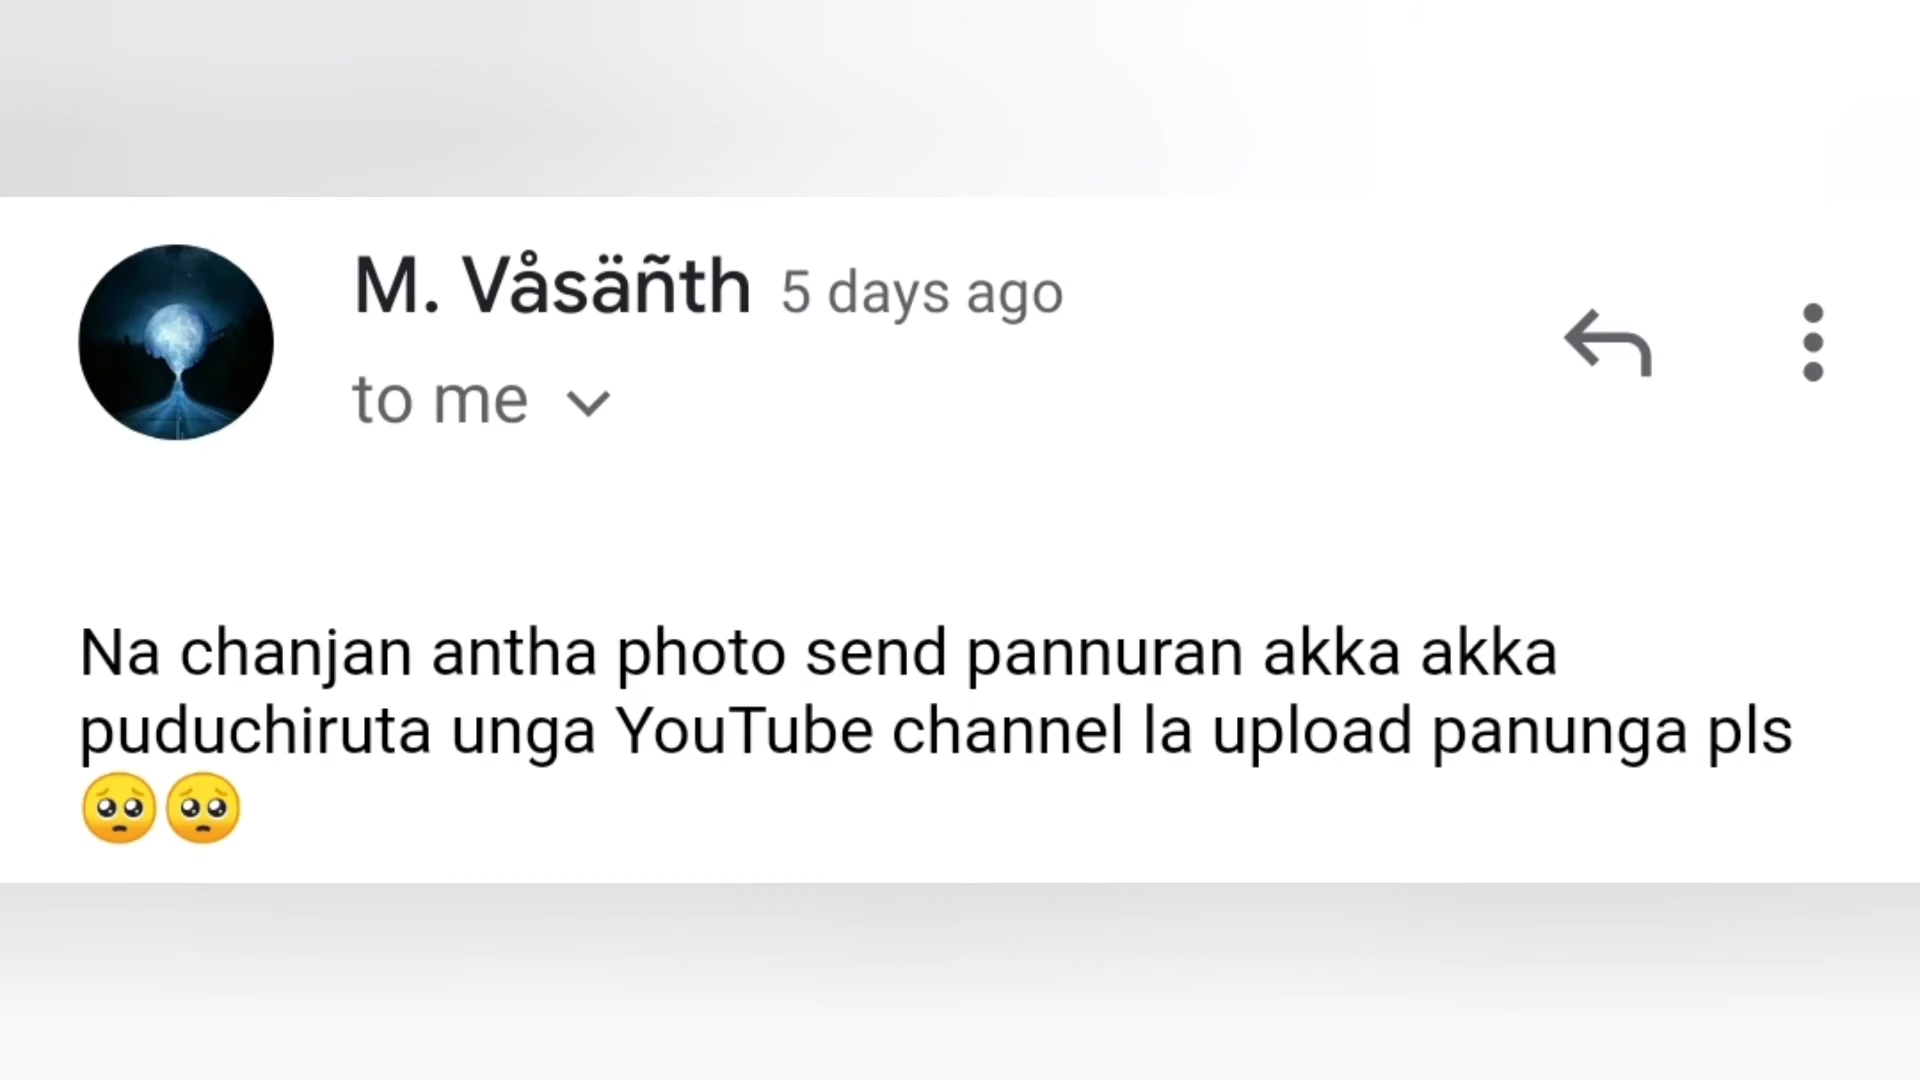 M. Våsäñth 5 days ago
to me
Na chanjan antha photo send pannuran akka akka
puduchiruta unga YouTube channel la upload panunga pls
🥺🥺